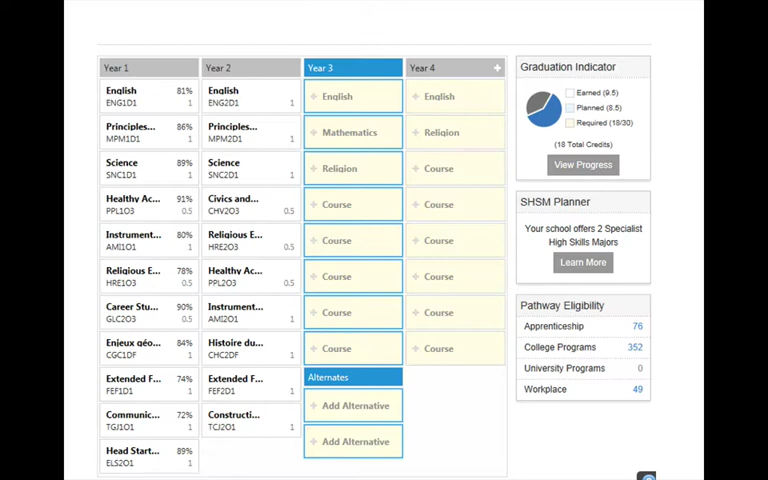 Year 1
English 81%
ENG1D1 1
Principles... 86%
MPM1D1 1
Science 89%
SNC1D1 1
Healthy Ac... 91%
PPL1O3 0.5
Instrument... 80%
AMI1O1 1
Religious E... 78%
HRE1O3 0.5
Career Stu... 90%
GLC2O3 0.5
Enjeux géo... 84%
CGC1DF 1
Extended F... 74%
FEF1D1 1
Communic... 72%
TGJ1O1 1
Head Start... 89%
ELS2O1 1
Year 2
English
ENG2D1 1
Principles...
MPM2D1 1
Science
SNC2D1 1
Civics and...
CHV2O3 0.5
Religious E...
HRE2O3 0.5
Healthy Ac...
PPL2O3 0.5
Instrument...
AMI2O1 1
Histoire du...
CHC2DF 1
Extended F...
FEF2D1 1
Constructi...
TCJ2O1 1
Year 3
+ English
+ Mathematics
+ Religion
+ Course
+ Course
+ Course
+ Course
+ Course
Alternates
+ Add Alternative
+ Add Alternative
Year 4 +
+ English
+ Religion
+ Course
+ Course
+ Course
+ Course
+ Course
+ Course
Graduation Indicator
Earned (9.5)
Planned (8.5)
Required (18/30)
(18 Total Credits)
View Progress
SHSM Planner
Your school offers 2 Specialist
High Skills Majors
Learn More
Pathway Eligibility
Apprenticeship 76
College Programs 352
University Programs 0
Workplace 49